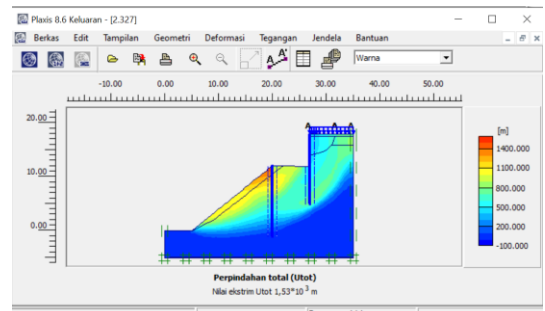 Plaxis 8.6 Keluaran - [2.327]
Berkas Edit Tampilan Geometri Deformasi Tegangan Jendela Bantuan
Warna
-10.00 0.00 10.00 20.00 30.00 40.00 50.00
20.00
10.00
0.00
A A A
[m]
1400.000
1100.000
800.000
500.000
200.000
-100.000
Perpindahan total (Utot)
Nilai ekstrim Utot 1,53*10 3 m